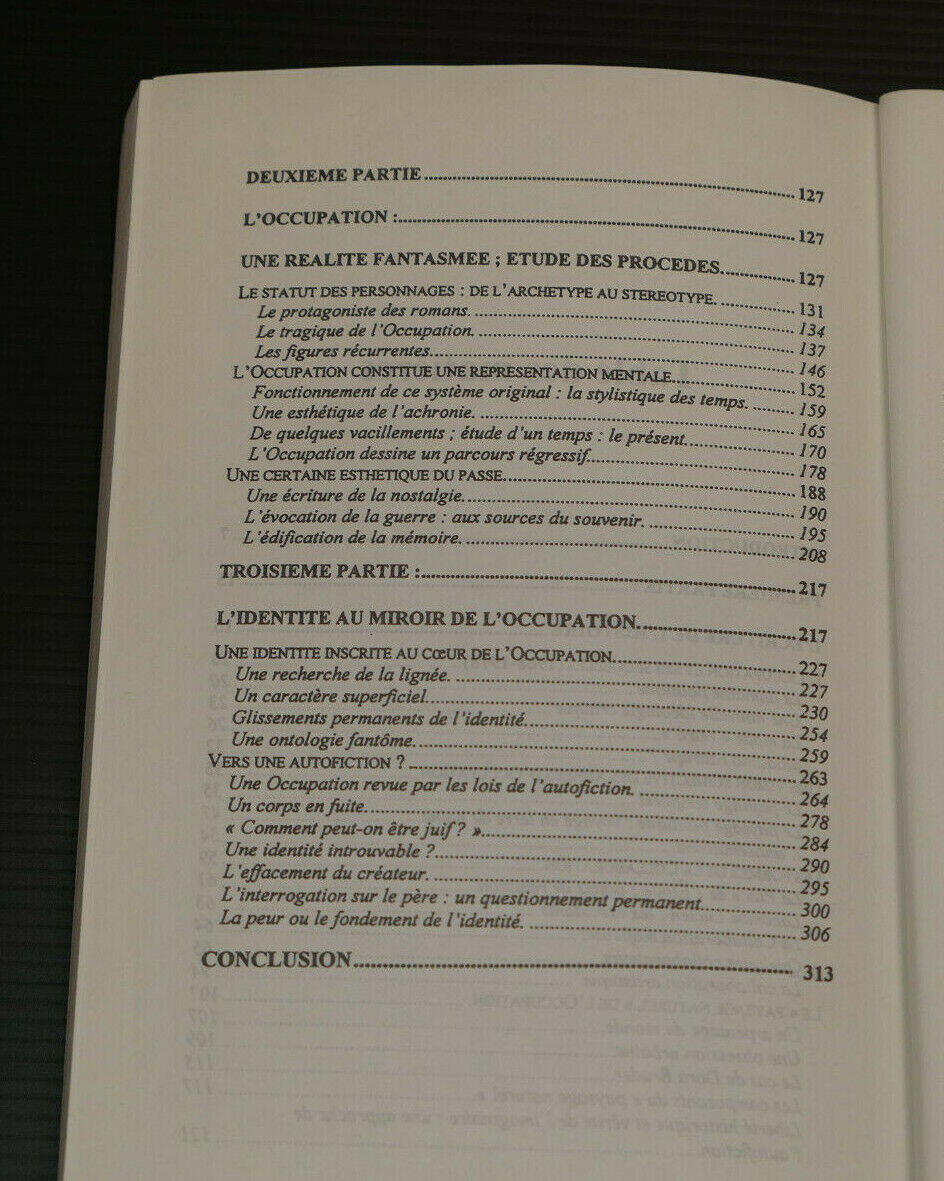 DEUXIEME PARTIE ........ 127
L'OCCUPATION :........ 127
UNE REALITE FANTASMEE ; ETUDE DES PROCEDES. ........ 127
LE STATUT DES PERSONNAGES : DE L'ARCHETYPE AU STEREOTYPE. ........ 131
Le protagoniste des romans. ........ 134
Le tragique de l'Occupation. ........ 137
Les figures récurrentes. ........ 146
L'OCCUPATION CONSTITUE UNE REPRESENTATION MENTALE. ........ 152
Fonctionnement de ce système original : la stylistique des temps. ........ 159
Une esthétique de l'achronie. ........ 165
De quelques vacillements ; étude d'un temps : le présent. ........ 170
L'Occupation dessine un parcours régressif. ........ 178
UNE CERTAINE ESTHETIQUE DU PASSE. ........ 188
Une écriture de la nostalgie. ........ 190
L'évocation de la guerre : aux sources du souvenir. ........ 195
L'édification de la mémoire. ........ 208
TROISIEME PARTIE :........ 217
L'IDENTITE AU MIROIR DE L'OCCUPATION. ........ 217
UNE IDENTITE INSCRITE AU CŒUR DE L'OCCUPATION. ........ 227
Une recherche de la lignée. ........ 227
Un caractère superficiel. ........ 230
Glissements permanents de l'identité. ........ 254
Une ontologie fantôme. ........ 259
VERS UNE AUTOFICTION ? ........ 263
Une Occupation revue par les lois de l'autofiction. ........ 264
Un corps en fuite. ........ 278
« Comment peut-on être juif ? ». ........ 284
Une identité introuvable ?........ 290
L'effacement du créateur. ........ 295
L'interrogation sur le père : un questionnement permanent. ........ 300
La peur ou le fondement de l'identité. ........ 306
CONCLUSION ........ 313